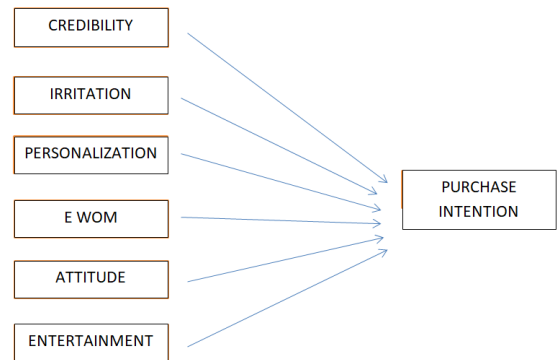 CREDIBILITY
IRRITATION
PERSONALIZATION
E WOM
ATTITUDE
ENTERTAINMENT
PURCHASE
INTENTION